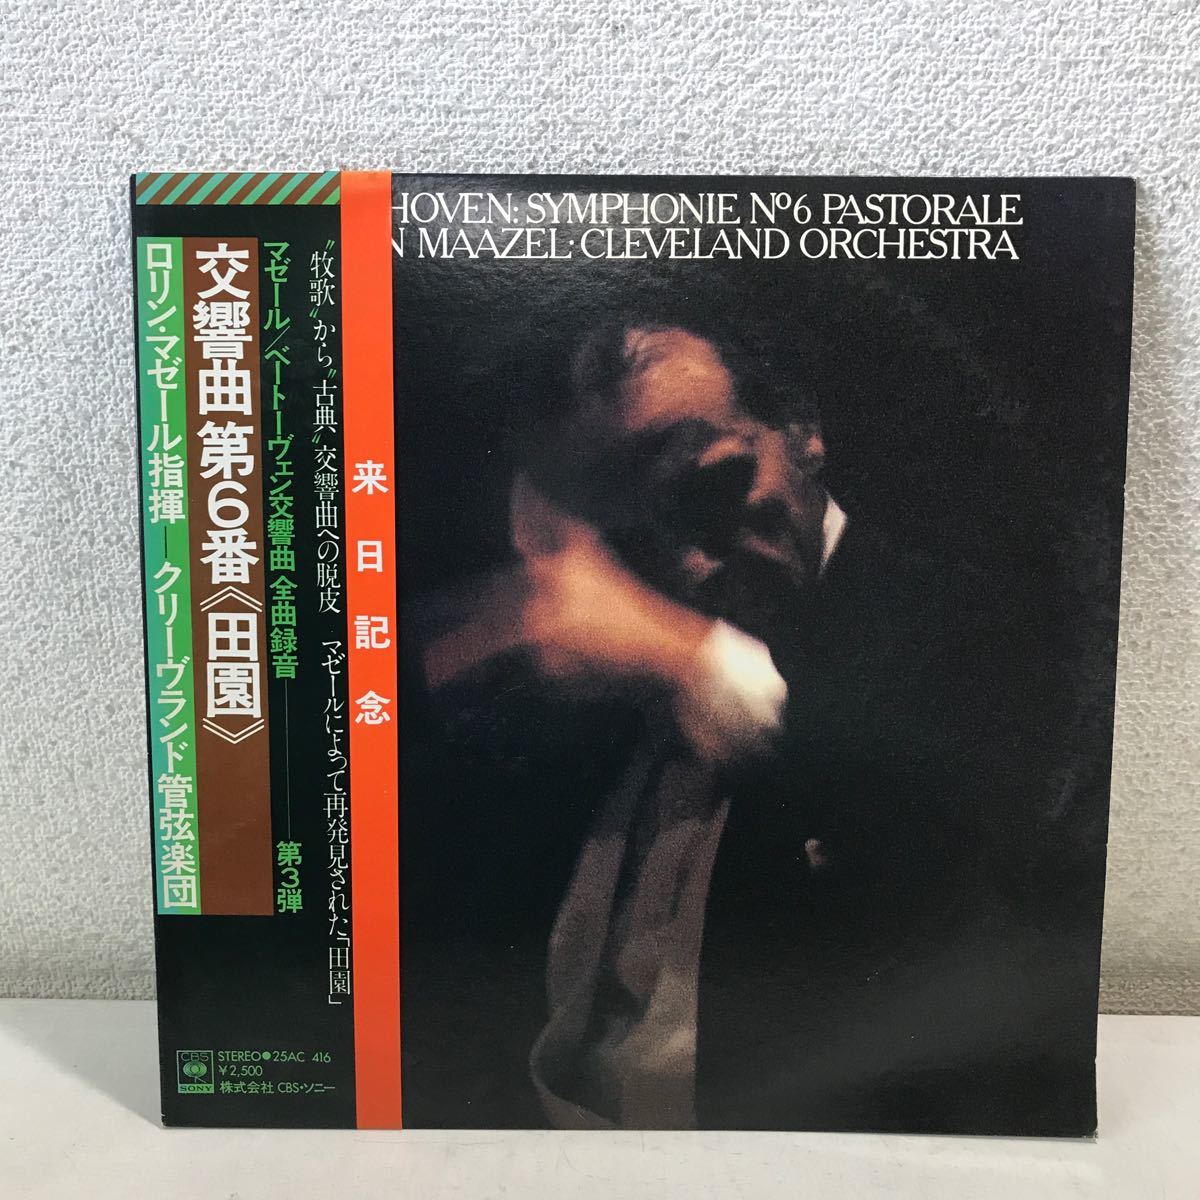 HOVEN: SYMPHONIE Nº6 PASTORALE
N MAAZEL・CLEVELAND ORCHESTRA
来日記念
〝牧歌〟から〝古典〟交響曲への脱皮 マゼールによって再発見された「田園」
マゼール/ベートーヴェン交響曲全曲録音――第3弾
交響曲 第6番《田園》
ロリン・マゼール指揮―クリーヴランド管弦楽団
CBS
SONY
STEREO●25AC 416
¥2,500
株式会社 CBS・ソニー